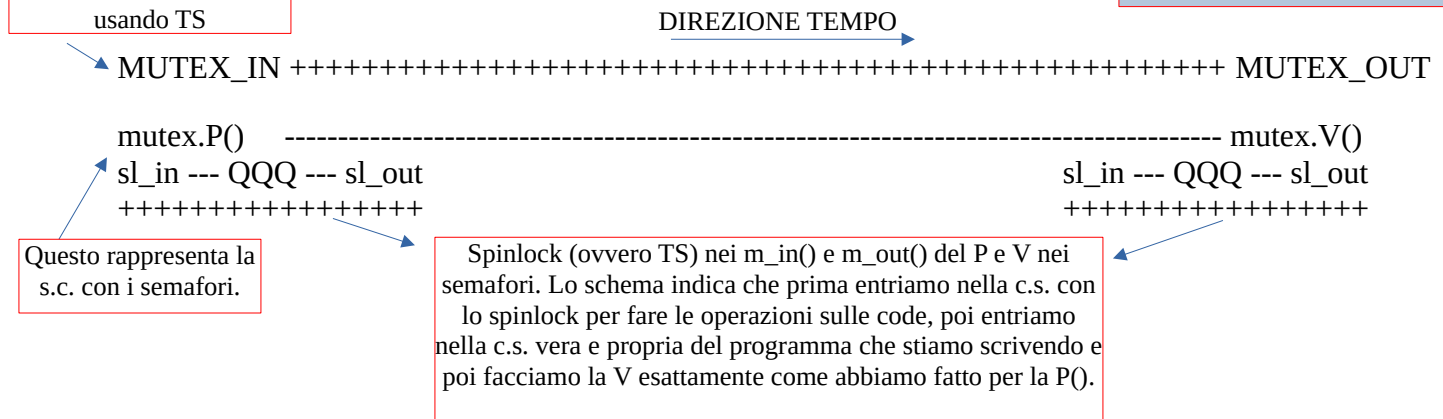 usando TS
DIREZIONE TEMPO
MUTEX_IN ++++++++++++++++++++++++++++++++++++++++++++++++++++ MUTEX_OUT
mutex.P() ---------------------------------------------------------------------------------------- mutex.V()
sl_in --- QQQ --- sl_out sl_in --- QQQ --- sl_out
+++++++++++++++++ +++++++++++++++++
Questo rappresenta la
s.c. con i semafori.
Spinlock (ovvero TS) nei m_in() e m_out() del P e V nei
semafori. Lo schema indica che prima entriamo nella c.s. con
lo spinlock per fare le operazioni sulle code, poi entriamo
nella c.s. vera e propria del programma che stiamo scrivendo e
poi facciamo la V esattamente come abbiamo fatto per la P().